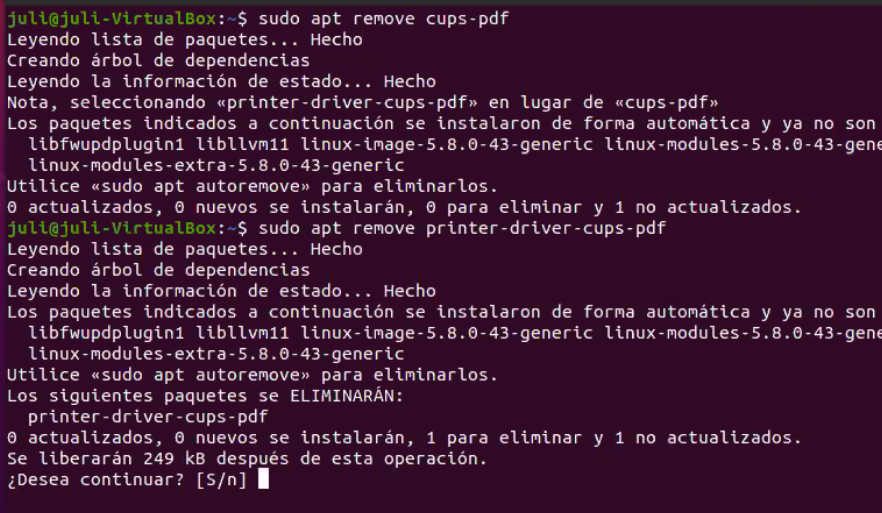 juli@juli-VirtualBox:~$ sudo apt remove cups-pdf
Leyendo lista de paquetes... Hecho
Creando árbol de dependencias
Leyendo la información de estado... Hecho
Nota, seleccionando «printer-driver-cups-pdf» en lugar de «cups-pdf»
Los paquetes indicados a continuación se instalaron de forma automática y ya no son
libfwupdplugin1 libllvm11 linux-image-5.8.0-43-generic linux-modules-5.8.0-43-gene
linux-modules-extra-5.8.0-43-generic
Utilice «sudo apt autoremove» para eliminarlos.
0 actualizados, 0 nuevos se instalarán, 0 para eliminar y 1 no actualizados.
juli@juli-VirtualBox:~$ sudo apt remove printer-driver-cups-pdf
Leyendo lista de paquetes... Hecho
Creando árbol de dependencias
Leyendo la información de estado... Hecho
Los paquetes indicados a continuación se instalaron de forma automática y ya no son
libfwupdplugin1 libllvm11 linux-image-5.8.0-43-generic linux-modules-5.8.0-43-gene
linux-modules-extra-5.8.0-43-generic
Utilice «sudo apt autoremove» para eliminarlos.
Los siguientes paquetes se ELIMINARÁN:
printer-driver-cups-pdf
0 actualizados, 0 nuevos se instalarán, 1 para eliminar y 1 no actualizados.
Se liberarán 249 kB después de esta operación.
¿Desea continuar? [S/n]